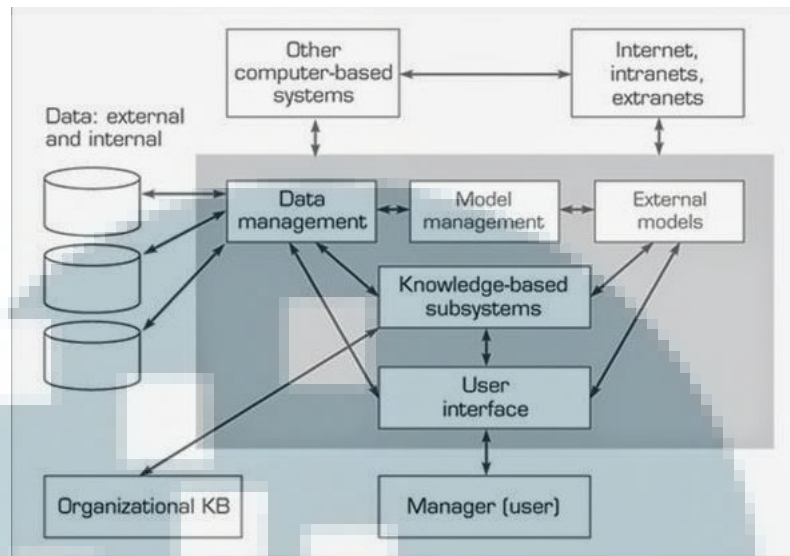 Other
computer-based
systems
Internet,
intranets,
extranets
Data: external
and internal
Data
management
Model
management
External
models
Knowledge-based
subsystems
User
interface
Organizational KB
Manager (user)